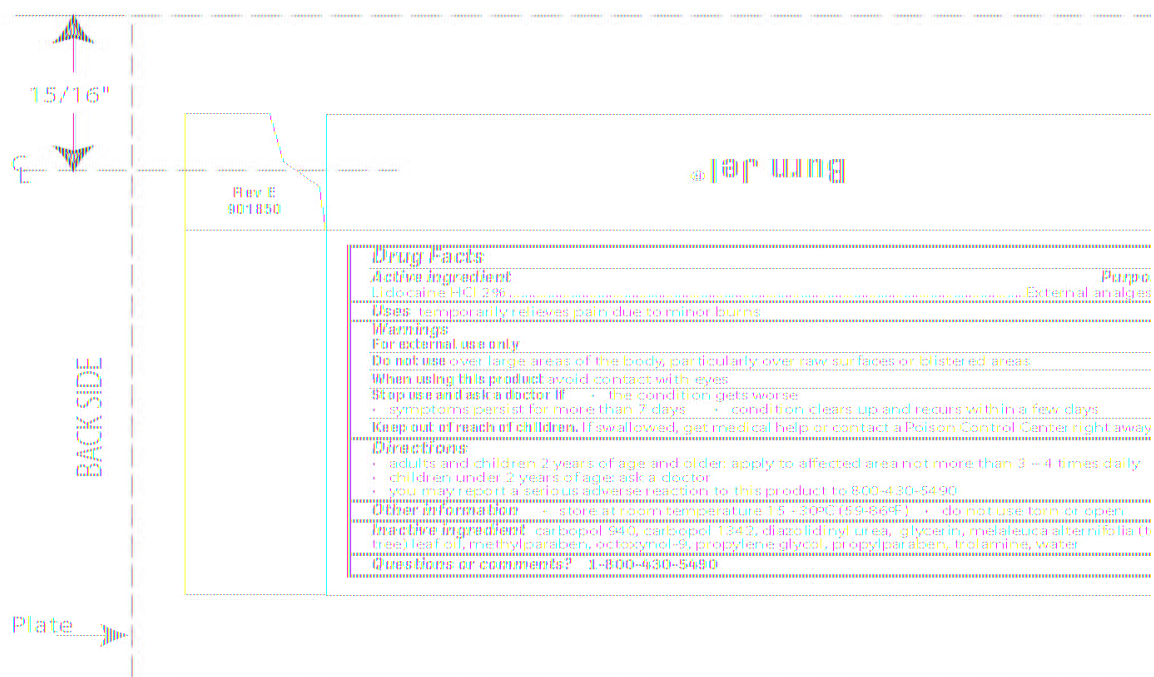 15/16"
Burn Jel®
Rev E
901850
Drug Facts
Active ingredient Purpo
Lidocaine HCl 2% External analges
Uses temporarily relieves pain due to minor burns
Warnings
For external use only
Do not use over large areas of the body, particularly over raw surfaces or blistered areas
When using this product avoid contact with eyes
Stop use and ask a doctor if • the condition gets worse
• symptoms persist for more than 7 days • condition clears up and recurs within a few days
Keep out of reach of children. If swallowed, get medical help or contact a Poison Control Center right away
BACK SIDE
Directions
• adults and children 2 years of age and older: apply to affected area not more than 3 - 4 times daily
• children under 2 years of age: ask a doctor
• you may report a serious adverse reaction to this product to 800-430-5490
Other information • store at room temperature 15 - 30ºC (59-86ºF) • do not use torn or open
Inactive ingredient carbopol 940, carbopol 1342, diazolidinyl urea, glycerin, melaleuca alternifolia (t
tree) leaf oil, methylparaben, octoxynol-9, propylene glycol, propylparaben, trolamine, water
Questions or comments? 1-800-430-5490
Plate